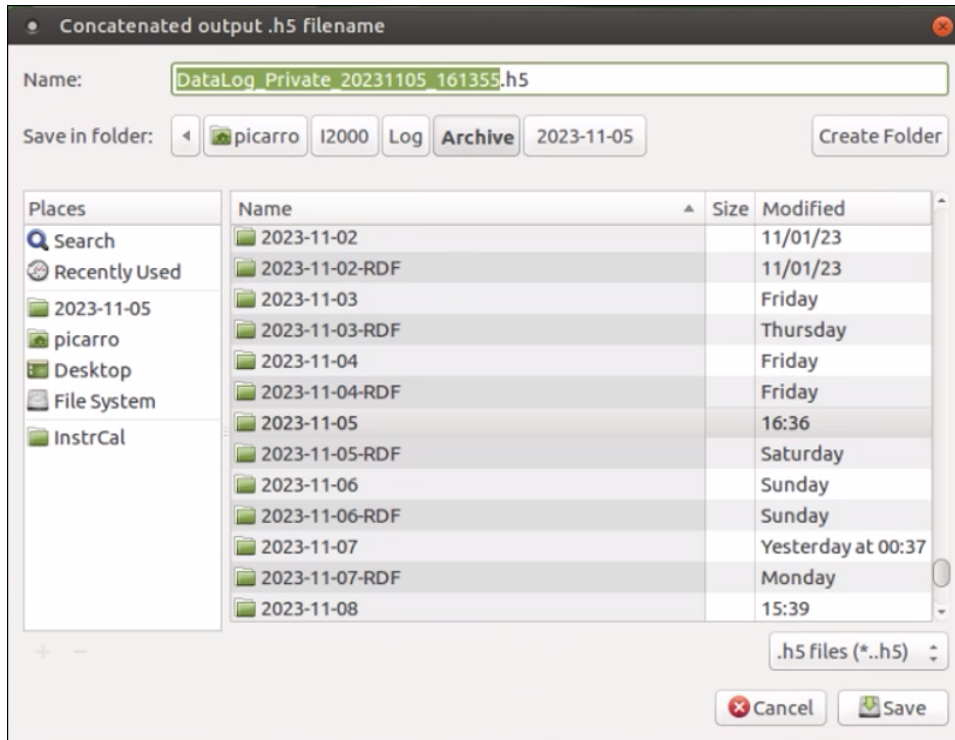 Concatenated output .h5 filename
Name: DataLog_Private_20231105_161355.h5
Save in folder: picarro I2000 Log Archive 2023-11-05 Create Folder
Places Name Size Modified
Search 2023-11-02 11/01/23
Recently Used 2023-11-02-RDF 11/01/23
2023-11-05 2023-11-03 Friday
picarro 2023-11-03-RDF Thursday
Desktop 2023-11-04 Friday
File System 2023-11-04-RDF Friday
InstrCal 2023-11-05 16:36
2023-11-05-RDF Saturday
2023-11-06 Sunday
2023-11-06-RDF Sunday
2023-11-07 Yesterday at 00:37
2023-11-07-RDF Monday
2023-11-08 15:39
.h5 files (*..h5)
Cancel Save